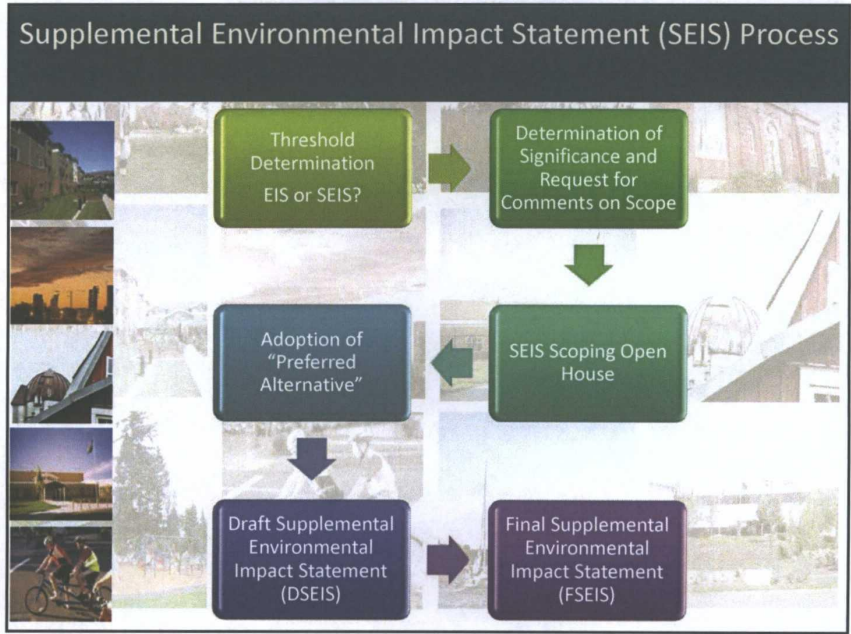 Supplemental Environmental Impact Statement (SEIS) Process
Threshold
Determination
EIS or SEIS?
Determination of
Significance and
Request for
Comments on Scope
SEIS Scoping Open
House
Adoption of
“Preferred
Alternative”
Draft Supplemental
Environmental
Impact Statement
(DSEIS)
Final Supplemental
Environmental
Impact Statement
(FSEIS)